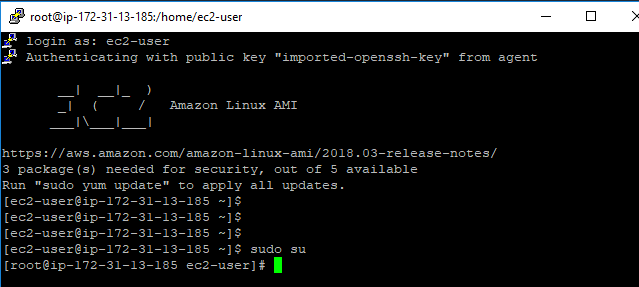 root@ip-172-31-13-185:/home/ec2-user
login as: ec2-user
Authenticating with public key "imported-openssh-key" from agent
       __|  __|_  )
       _|  (     /   Amazon Linux AMI
      ___|\___|___|
https://aws.amazon.com/amazon-linux-ami/2018.03-release-notes/
3 package(s) needed for security, out of 5 available
Run "sudo yum update" to apply all updates.
[ec2-user@ip-172-31-13-185 ~]$
[ec2-user@ip-172-31-13-185 ~]$
[ec2-user@ip-172-31-13-185 ~]$
[ec2-user@ip-172-31-13-185 ~]$ sudo su
[root@ip-172-31-13-185 ec2-user]#